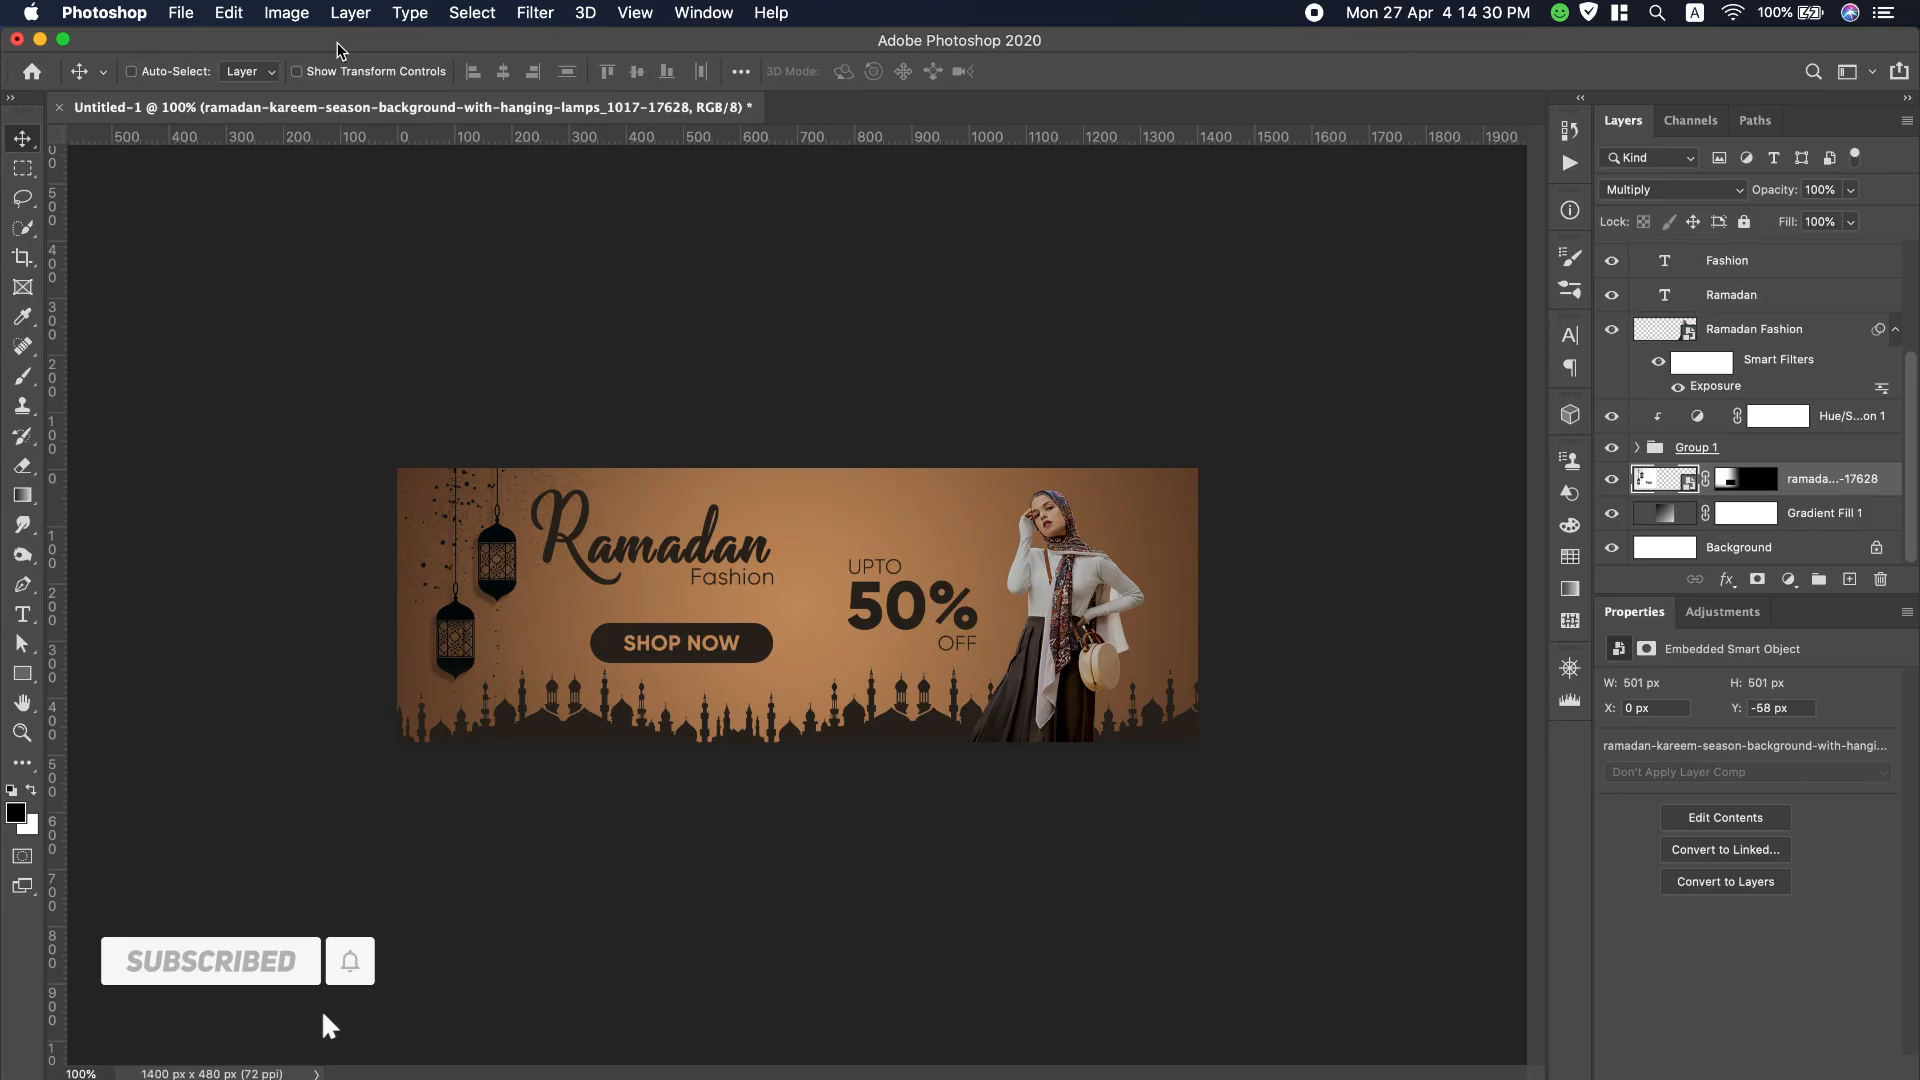 Photoshop File Edit Image Layer Type Select Filter 3D View Window Help Mon 27 Apr 4 14 30 PM A 100%
Adobe Photoshop 2020
Auto-Select: Layer Show Transform Controls 3D Mode:
Untitled-1 @ 100% (ramadan-kareem-season-background-with-hanging-lamps_1017-17628, RGB/8) *
500 400 300 200 100 0 100 200 300 400 500 600 700 800 900 1000 1100 1200 1300 1400 1500 1600 1700 1800 1900
Layers Channels Paths
Kind
Multiply Opacity: 100%
Lock: Fill: 100%
Fashion
Ramadan
Ramadan Fashion
Smart Filters
Exposure
Hue/S...on 1
Group 1
ramada...-17628
Gradient Fill 1
Background
fx
Properties Adjustments
Embedded Smart Object
W: 501 px H: 501 px
X: 0 px Y: -58 px
ramadan-kareem-season-background-with-hangi...
Don't Apply Layer Comp
Edit Contents
Convert to Linked...
Convert to Layers
Ramadan
Fashion
UPTO
50%
OFF
SHOP NOW
SUBSCRIBED
100% 1400 px x 480 px (72 ppi)